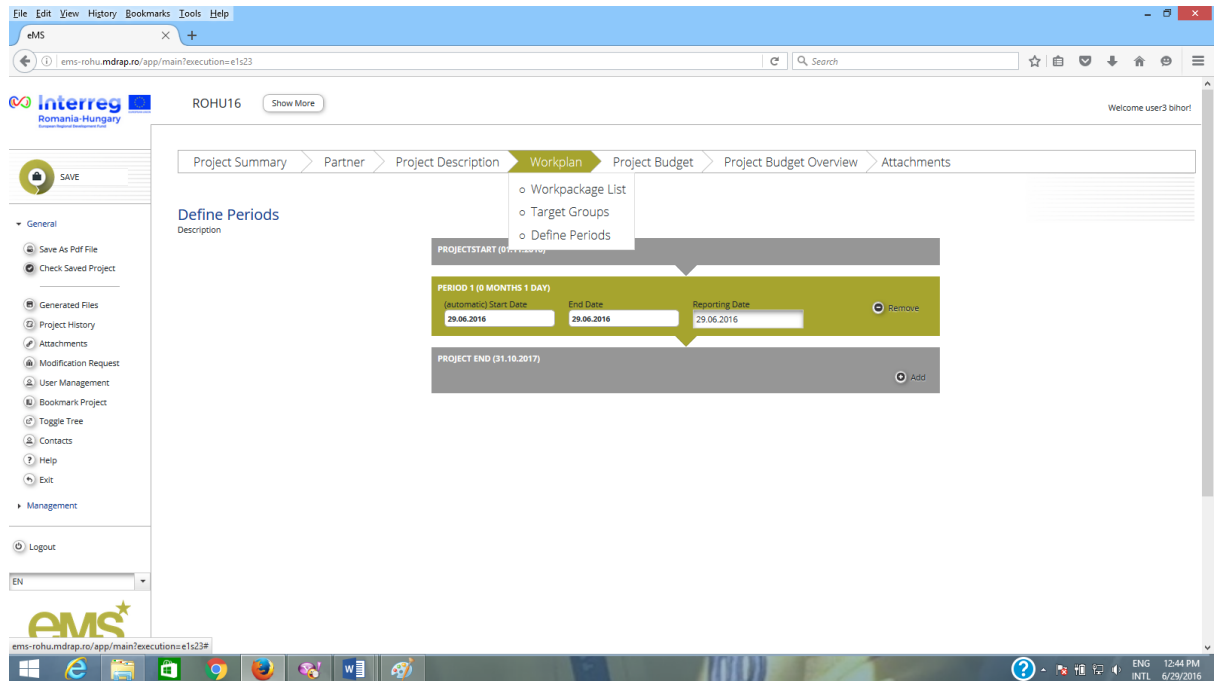 File Edit View History Bookmarks Tools Help
eMS
ems-rohu.mdrap.ro/app/main?execution=e1s23
Search
Interreg
Romania-Hungary
European Regional Development Fund
ROHU16 Show More
Welcome user3 bihor!
SAVE
Project Summary Partner Project Description Workplan Project Budget Project Budget Overview Attachments
Workpackage List
Target Groups
Define Periods
General
Save As Pdf File
Check Saved Project
Generated Files
Project History
Attachments
Modification Request
User Management
Bookmark Project
Toggle Tree
Contacts
Help
Exit
Management
Logout
EN
eMS
Define Periods
Description
PROJECTSTART
PERIOD 1 (0 MONTHS 1 DAY)
(automatic) Start Date End Date Reporting Date
29.06.2016 29.06.2016 29.06.2016
Remove
PROJECT END (31.10.2017)
Add
ems-rohu.mdrap.ro/app/main?execution=e1s23#
ENG 12:44 PM
INTL 6/29/2016